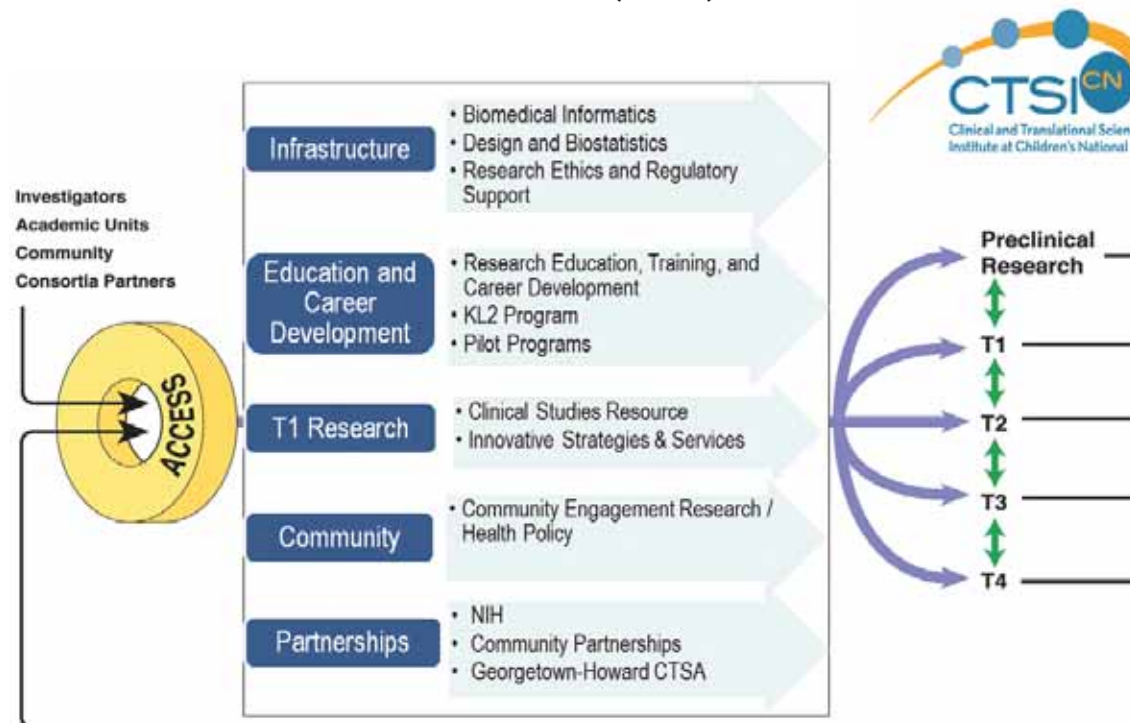 CTSI
CN
Clinical and Translational Scien
Institute at Children's National
Investigators
Academic Units
Community
Consortia Partners
ACCESS
Infrastructure
• Biomedical Informatics
• Design and Biostatistics
• Research Ethics and Regulatory
Support
Education and
Career
Development
• Research Education, Training, and
Career Development
• KL2 Program
• Pilot Programs
T1 Research
• Clinical Studies Resource
• Innovative Strategies & Services
Community
• Community Engagement Research /
Health Policy
Partnerships
• NIH
• Community Partnerships
• Georgetown-Howard CTSA
Preclinical
Research
T1
T2
T3
T4